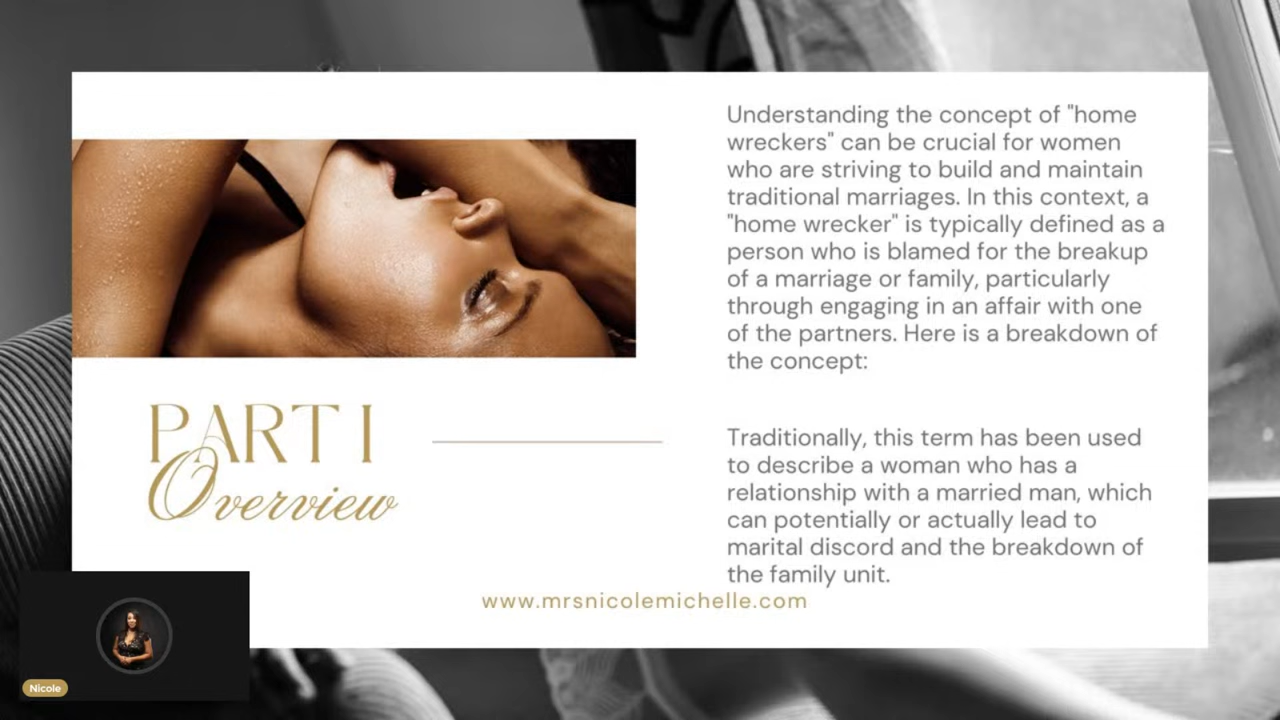 Understanding the concept of "home
wreckers" can be crucial for women
who are striving to build and maintain
traditional marriages. In this context, a
"home wrecker" is typically defined as a
person who is blamed for the breakup
of a marriage or family, particularly
through engaging in an affair with one
of the partners. Here is a breakdown of
the concept:
Traditionally, this term has been used
to describe a woman who has a
relationship with a married man, which
can potentially or actually lead to
marital discord and the breakdown of
the family unit.
PART I
Overview
www.mrsnicolemichelle.com
Nicole